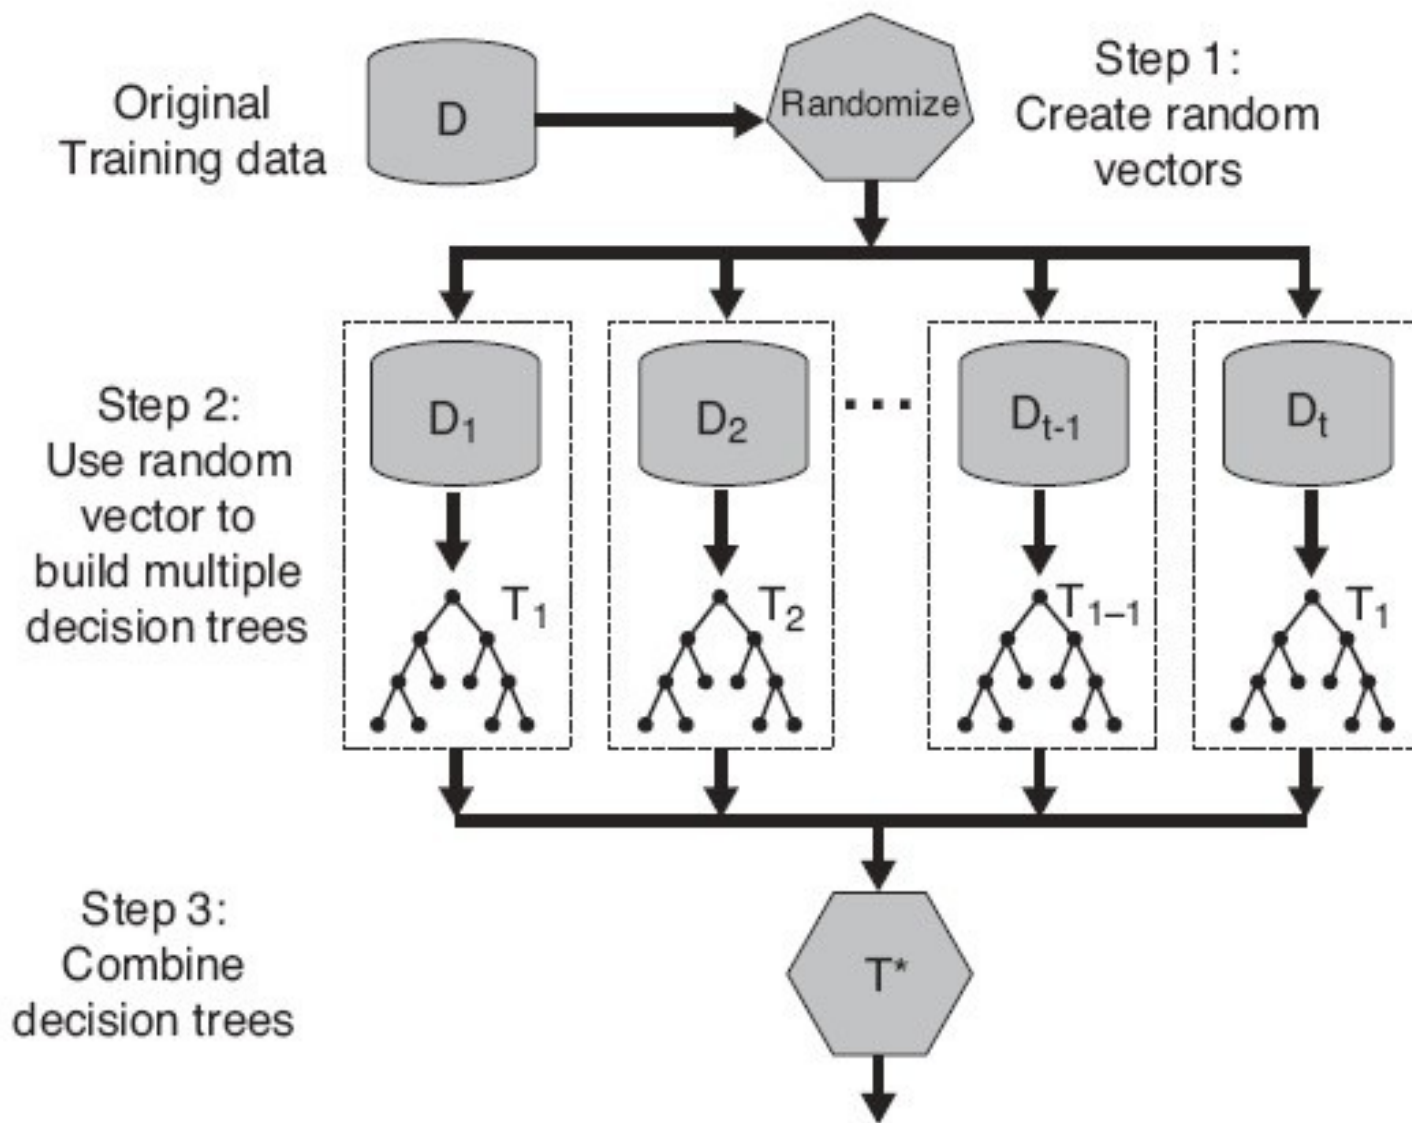 Original
Training data
D
Randomize
Step 1:
Create random
vectors
Step 2:
Use random
vector to
build multiple
decision trees
D1
D2
...
Dt-1
Dt
T1
T2
T1–1
T1
Step 3:
Combine
decision trees
T*